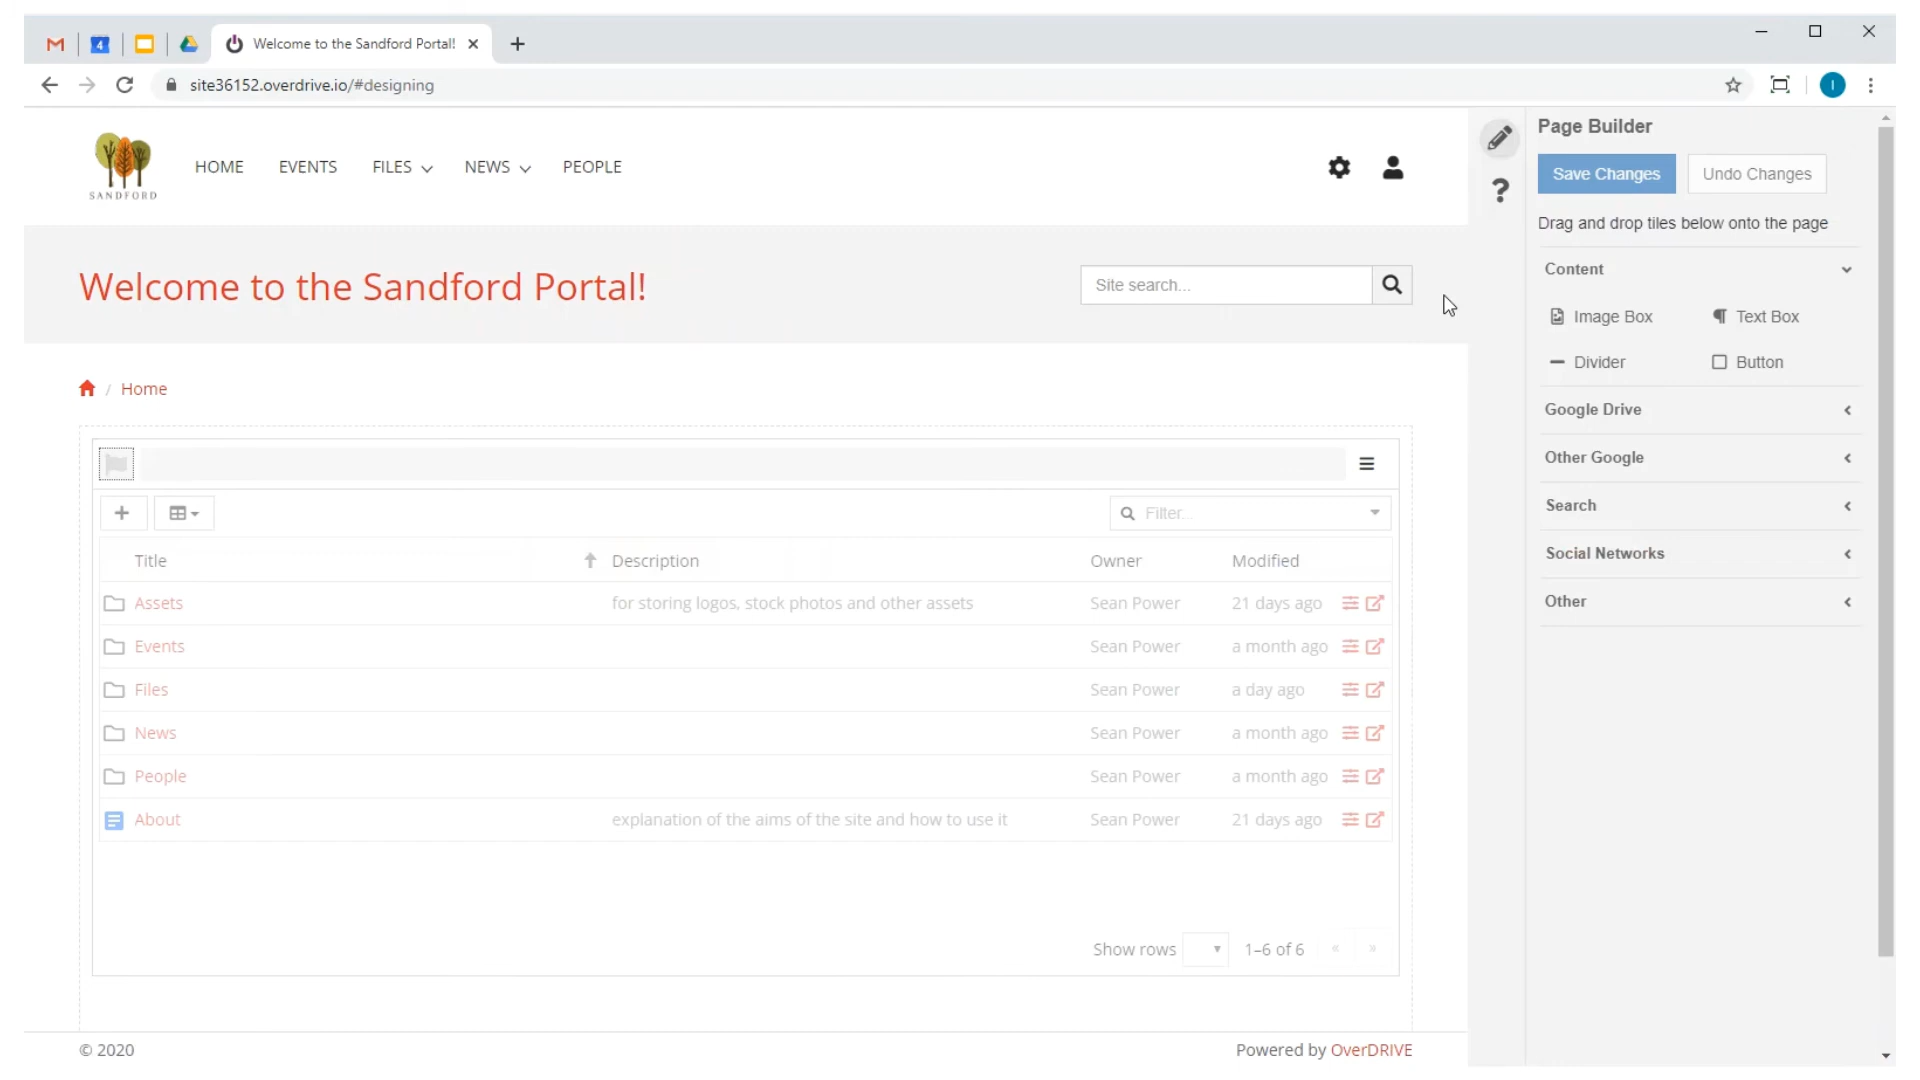 4
Welcome to the Sandford Portal!
site36152.overdrive.io/#designing
I
SANDFORD
HOME
EVENTS
FILES
NEWS
PEOPLE
Page Builder
Save Changes
Undo Changes
Drag and drop tiles below onto the page
Welcome to the Sandford Portal!
Site search...
Content
Image Box
Text Box
Divider
Button
Google Drive
Other Google
Search
Social Networks
Other
/ Home
Filter...
Title
Description
Owner
Modified
Assets
for storing logos, stock photos and other assets
Sean Power
21 days ago
Events
Sean Power
a month ago
Files
Sean Power
a day ago
News
Sean Power
a month ago
People
Sean Power
a month ago
About
explanation of the aims of the site and how to use it
Sean Power
21 days ago
Show rows
1–6 of 6
«
»
© 2020
Powered by OverDRIVE